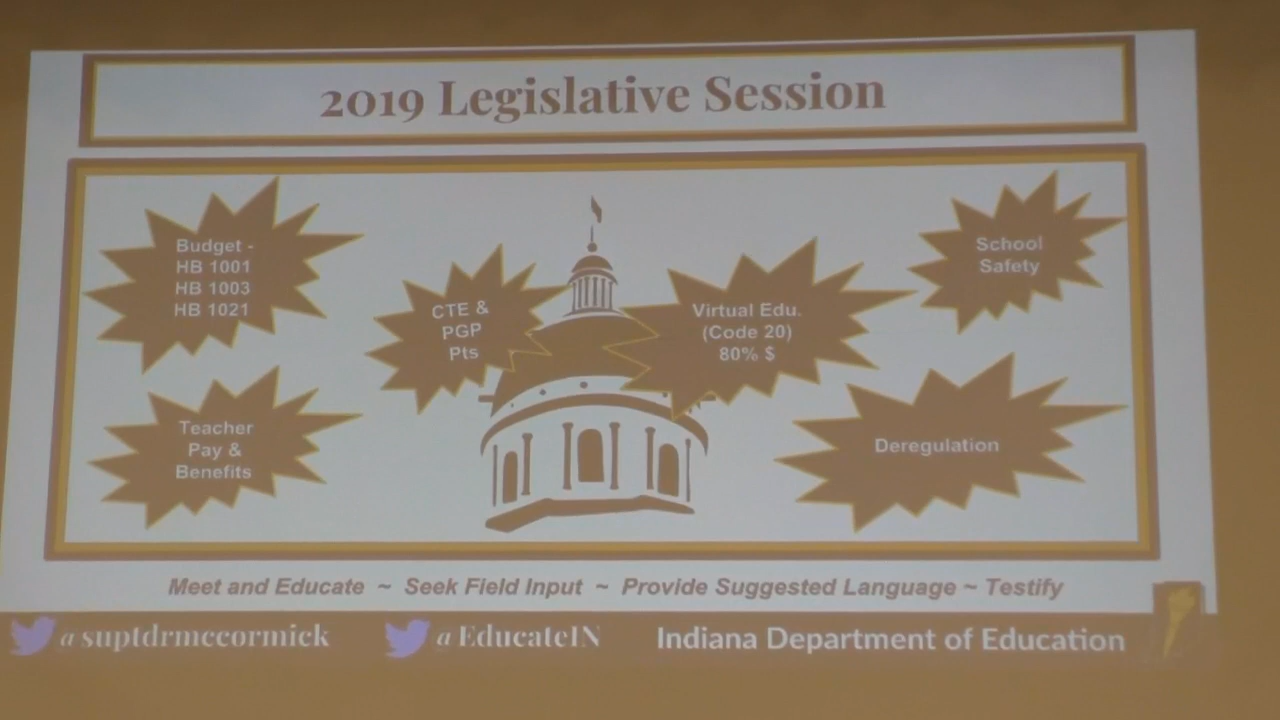 2019 Legislative Session
Budget -
HB 1001
HB 1003
HB 1021
CTE &
PGP
Pts
Virtual Edu.
(Code 20)
80% $
School
Safety
Teacher
Pay &
Benefits
Deregulation
Meet and Educate ~ Seek Field Input ~ Provide Suggested Language ~ Testify
@suptdrmccormick
@EducateIN
Indiana Department of Education